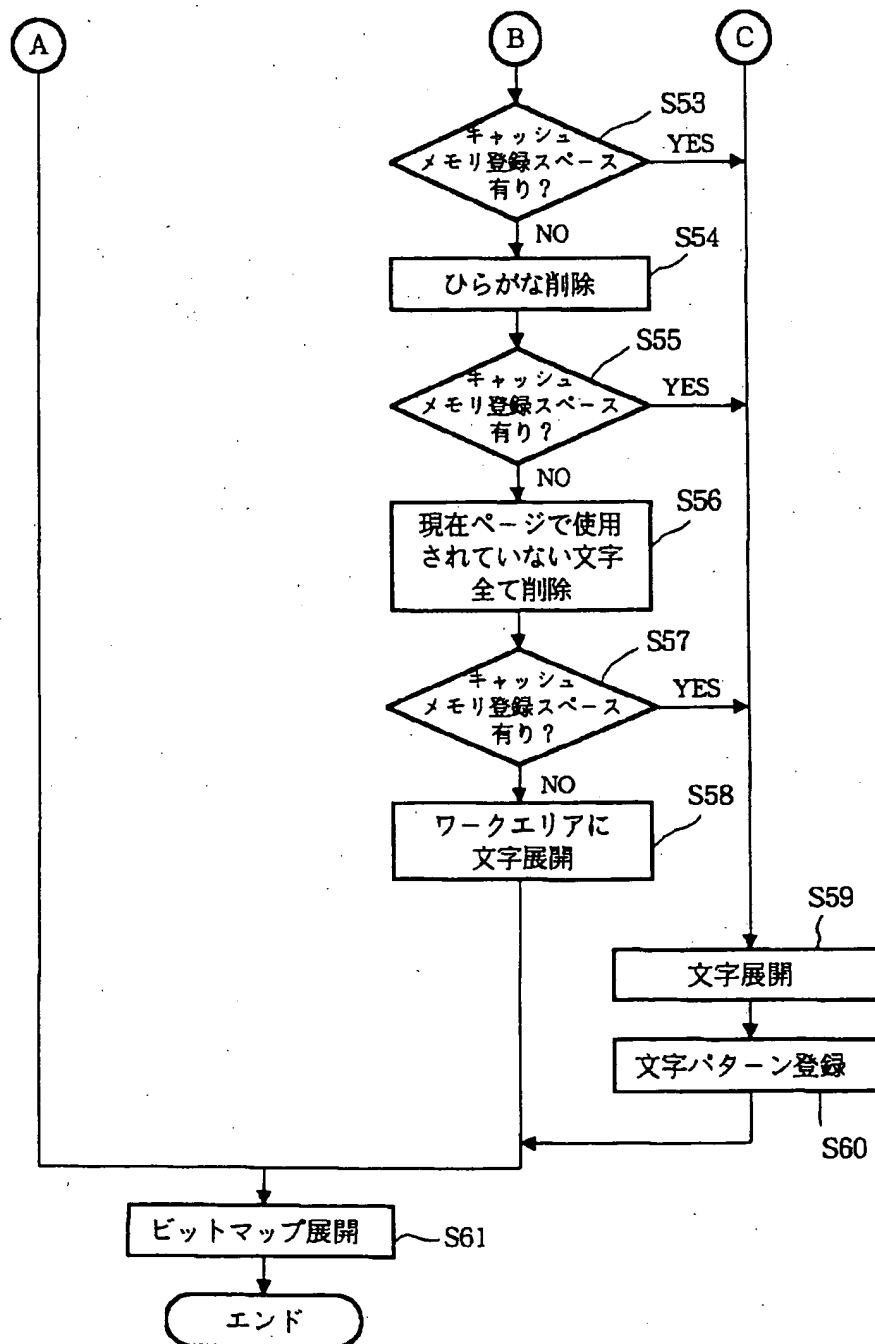 A
B
C
S53
キャッシュ
メモリ登録スペース
有り？
YES
NO
S54
ひらがな削除
S55
キャッシュ
メモリ登録スペース
有り？
YES
NO
S56
現在ページで使用
されていない文字
全て削除
S57
キャッシュ
メモリ登録スペース
有り？
YES
NO
S58
ワークエリアに
文字展開
S59
文字展開
文字パターン登録
S60
ビットマップ展開
S61
エンド